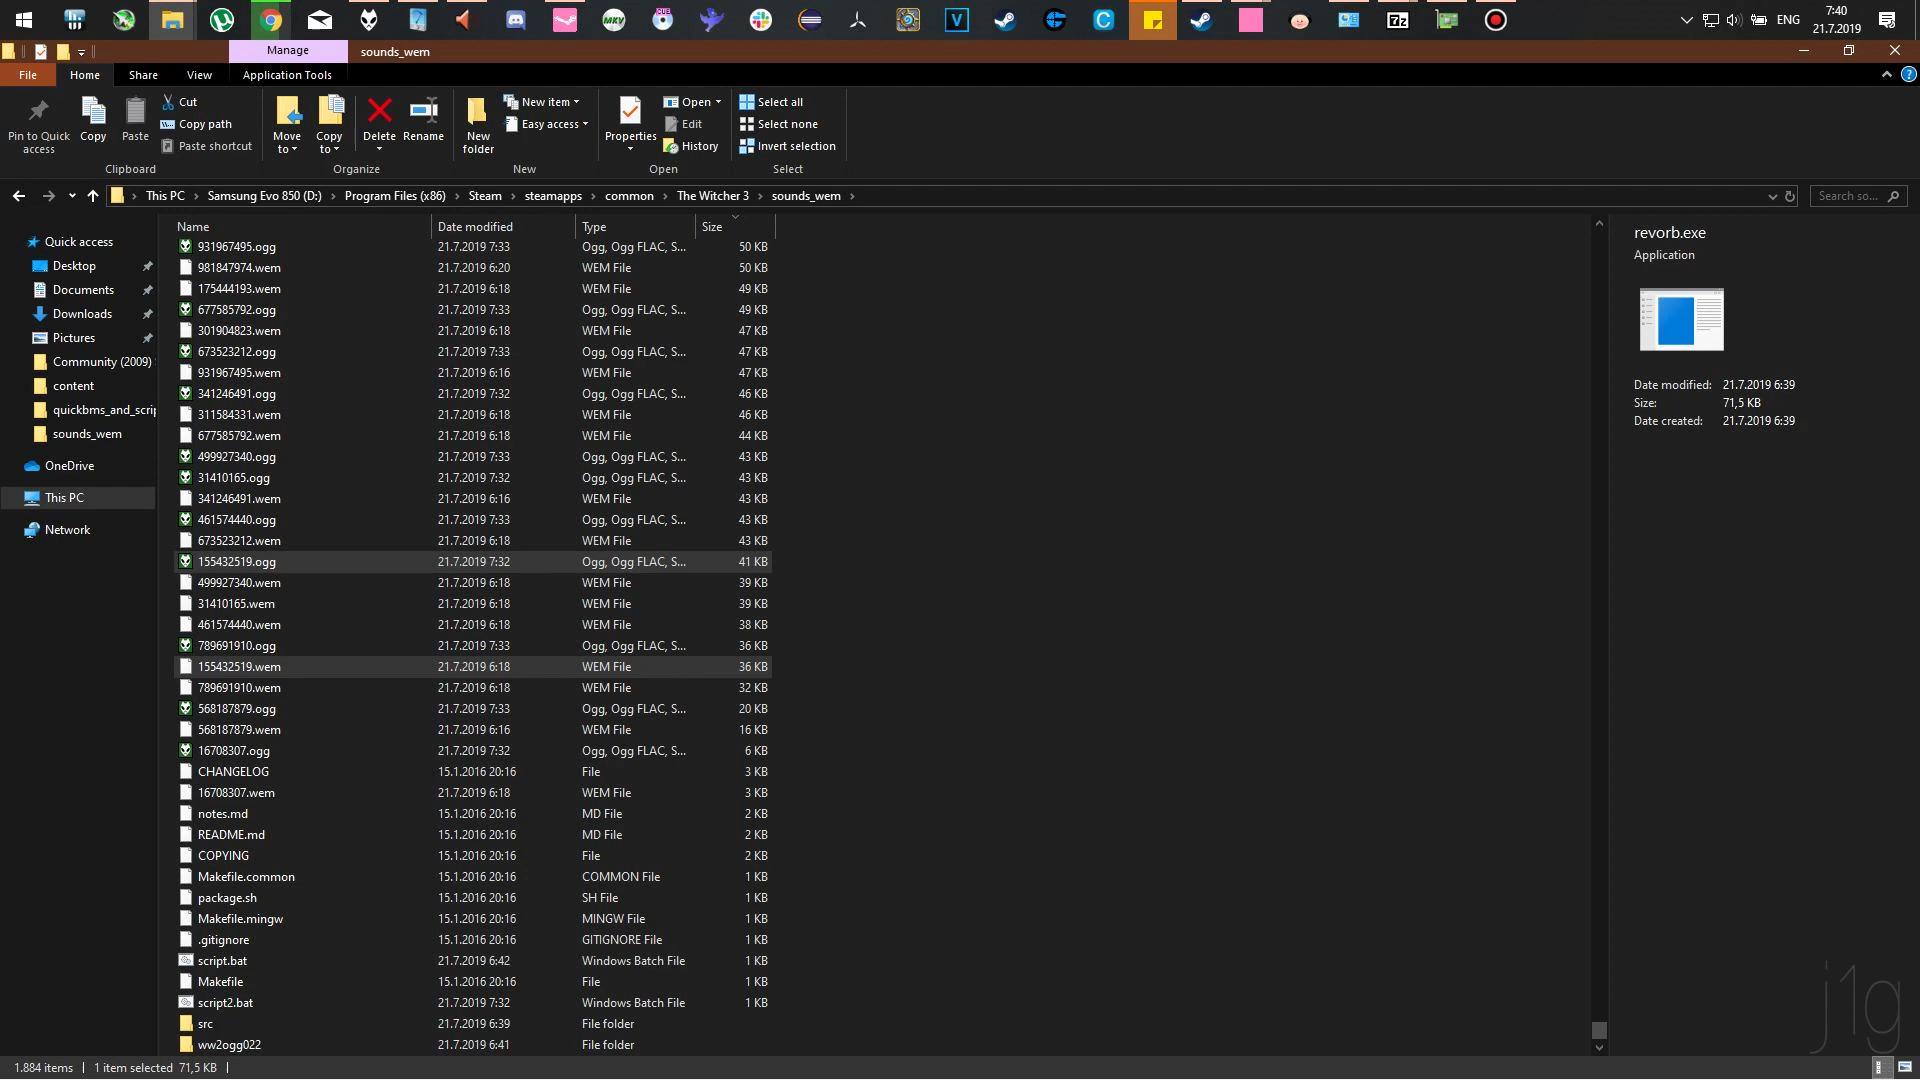 7:40
ENG
21.7.2019
Manage
sounds_wem
File
Home
Share
View
Application Tools
Pin to Quick access
Copy
Paste
Cut
Copy path
Paste shortcut
Clipboard
Move to
Copy to
Delete
Rename
Organize
New folder
New item
Easy access
New
Properties
Open
Edit
History
Open
Select all
Select none
Invert selection
Select
This PC
Samsung Evo 850 (D:)
Program Files (x86)
Steam
steamapps
common
The Witcher 3
sounds_wem
Search so...
Quick access
Desktop
Documents
Downloads
Pictures
Community (2009)
content
quickbms_and_scrip
sounds_wem
OneDrive
This PC
Network
Name Date modified Type Size
931967495.ogg 21.7.2019 7:33 Ogg, Ogg FLAC, S... 50 KB
981847974.wem 21.7.2019 6:20 WEM File 50 KB
175444193.wem 21.7.2019 6:18 WEM File 49 KB
677585792.ogg 21.7.2019 7:33 Ogg, Ogg FLAC, S... 49 KB
301904823.wem 21.7.2019 6:18 WEM File 47 KB
673523212.ogg 21.7.2019 7:33 Ogg, Ogg FLAC, S... 47 KB
931967495.wem 21.7.2019 6:16 WEM File 47 KB
341246491.ogg 21.7.2019 7:32 Ogg, Ogg FLAC, S... 46 KB
311584331.wem 21.7.2019 6:18 WEM File 46 KB
677585792.wem 21.7.2019 6:18 WEM File 44 KB
499927340.ogg 21.7.2019 7:33 Ogg, Ogg FLAC, S... 43 KB
31410165.ogg 21.7.2019 7:32 Ogg, Ogg FLAC, S... 43 KB
341246491.wem 21.7.2019 6:16 WEM File 43 KB
461574440.ogg 21.7.2019 7:33 Ogg, Ogg FLAC, S... 43 KB
673523212.wem 21.7.2019 6:18 WEM File 43 KB
155432519.ogg 21.7.2019 7:32 Ogg, Ogg FLAC, S... 41 KB
499927340.wem 21.7.2019 6:18 WEM File 39 KB
31410165.wem 21.7.2019 6:18 WEM File 39 KB
461574440.wem 21.7.2019 6:18 WEM File 38 KB
789691910.ogg 21.7.2019 7:33 Ogg, Ogg FLAC, S... 36 KB
155432519.wem 21.7.2019 6:18 WEM File 36 KB
789691910.wem 21.7.2019 6:18 WEM File 32 KB
568187879.ogg 21.7.2019 7:33 Ogg, Ogg FLAC, S... 20 KB
568187879.wem 21.7.2019 6:16 WEM File 16 KB
16708307.ogg 21.7.2019 7:32 Ogg, Ogg FLAC, S... 6 KB
CHANGELOG 15.1.2016 20:16 File 3 KB
16708307.wem 21.7.2019 6:18 WEM File 3 KB
notes.md 15.1.2016 20:16 MD File 2 KB
README.md 15.1.2016 20:16 MD File 2 KB
COPYING 15.1.2016 20:16 File 2 KB
Makefile.common 15.1.2016 20:16 COMMON File 1 KB
package.sh 15.1.2016 20:16 SH File 1 KB
Makefile.mingw 15.1.2016 20:16 MINGW File 1 KB
.gitignore 15.1.2016 20:16 GITIGNORE File 1 KB
script.bat 21.7.2019 6:42 Windows Batch File 1 KB
Makefile 15.1.2016 20:16 File 1 KB
script2.bat 21.7.2019 7:32 Windows Batch File 1 KB
src 21.7.2019 6:39 File folder
ww2ogg022 21.7.2019 6:41 File folder
revorb.exe
Application
Date modified: 21.7.2019 6:39
Size: 71,5 KB
Date created: 21.7.2019 6:39
j1g
1.884 items
1 item selected 71,5 KB